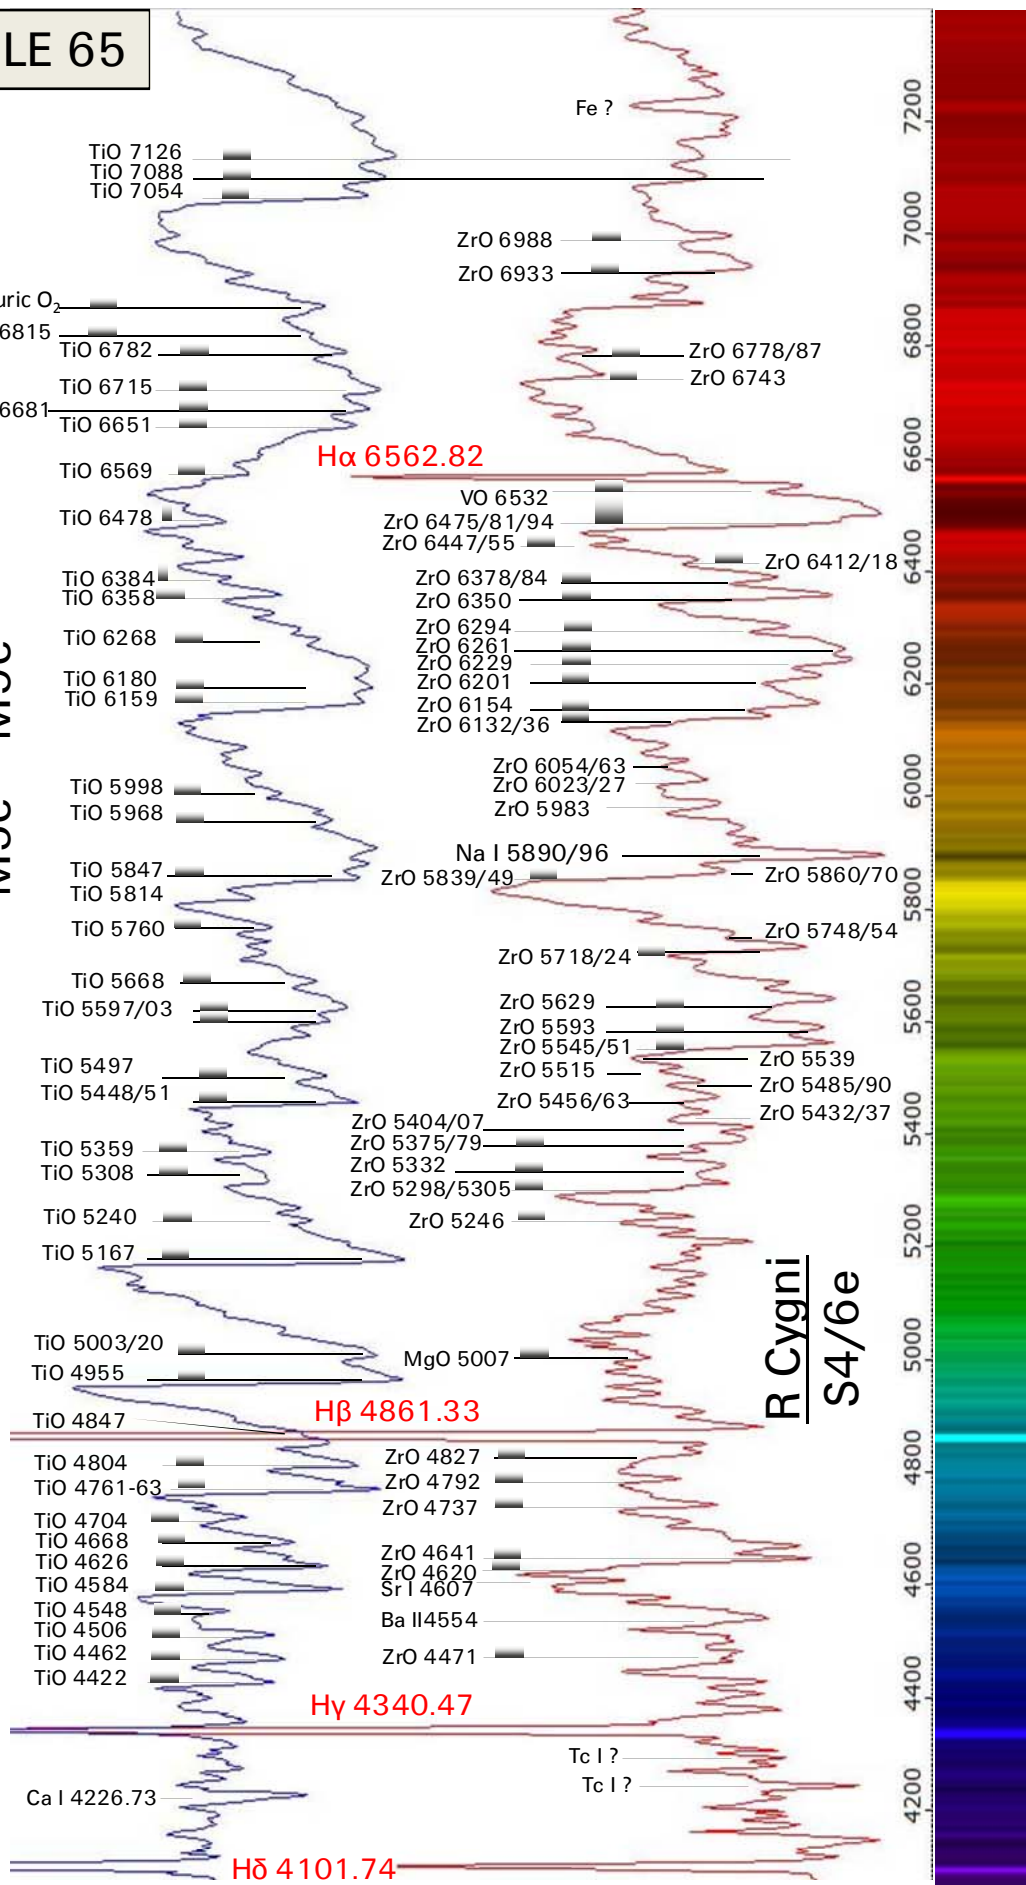 LE 65
7200
Fe ?
TiO 7126
TiO 7088
TiO 7054
7000
ZrO 6988
ZrO 6933
uric O2
6815
TiO 6782
6800
ZrO 6778/87
ZrO 6743
TiO 6715
6681
TiO 6651
6600
Hα 6562.82
TiO 6569
VO 6532
TiO 6478
ZrO 6475/81/94
ZrO 6447/55
6400
ZrO 6412/18
TiO 6384
ZrO 6378/84
TiO 6358
ZrO 6350
ZrO 6294
TiO 6268
ZrO 6261
ZrO 6229
TiO 6180
ZrO 6201
6200
TiO 6159
ZrO 6154
ZrO 6132/36
ZrO 6054/63
TiO 5998
ZrO 6023/27
6000
TiO 5968
ZrO 5983
Na I 5890/96
TiO 5847
ZrO 5839/49
ZrO 5860/70
TiO 5814
5800
TiO 5760
ZrO 5748/54
ZrO 5718/24
TiO 5668
TiO 5597/03
ZrO 5629
5600
ZrO 5593
ZrO 5545/51
TiO 5497
ZrO 5539
ZrO 5515
TiO 5448/51
ZrO 5485/90
ZrO 5456/63
ZrO 5432/37
ZrO 5404/07
5400
TiO 5359
ZrO 5375/79
TiO 5308
ZrO 5332
ZrO 5298/5305
TiO 5240
ZrO 5246
5200
TiO 5167
R Cygni
S4/6e
TiO 5003/20
MgO 5007
5000
TiO 4955
Hβ 4861.33
TiO 4847
TiO 4804
ZrO 4827
4800
TiO 4761-63
ZrO 4792
ZrO 4737
TiO 4704
TiO 4668
ZrO 4641
TiO 4626
ZrO 4620
TiO 4584
Sr I 4607
4600
TiO 4548
Ba II4554
TiO 4506
TiO 4462
ZrO 4471
TiO 4422
4400
Hγ 4340.47
Tc I ?
Tc I ?
Ca I 4226.73
4200
Hδ 4101.74